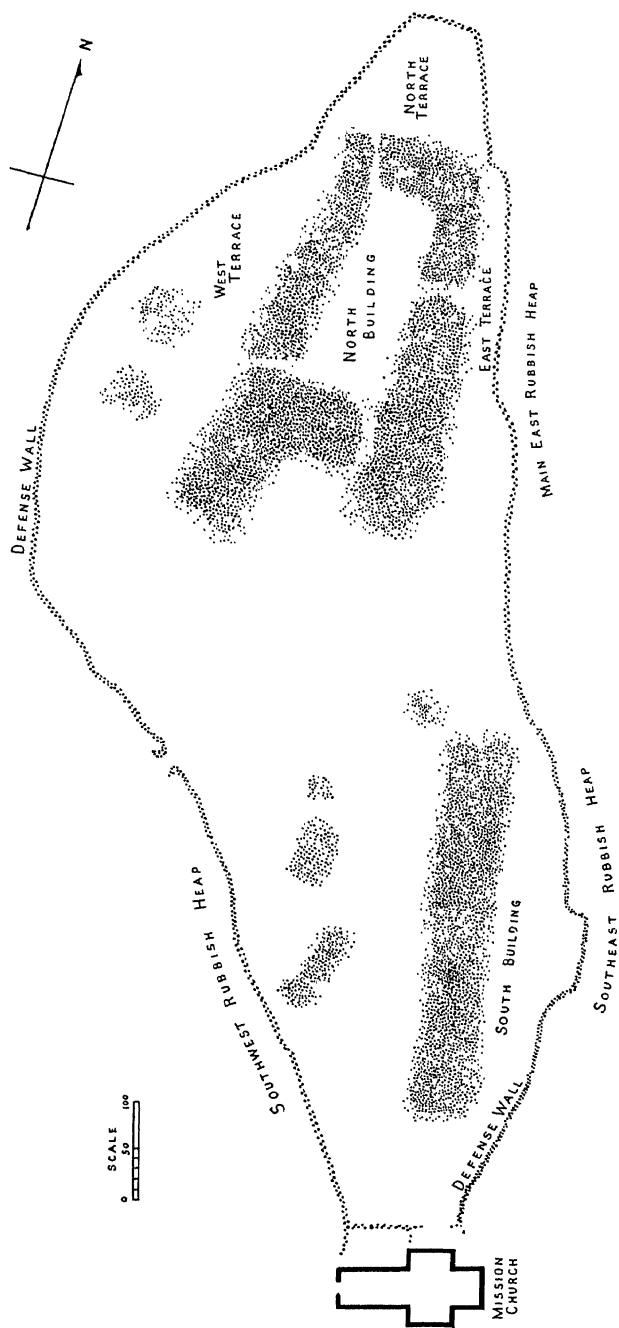 N
NORTH
TERRACE
WEST
TERRACE
NORTH
BUILDING
EAST TERRACE
MAIN EAST RUBBISH HEAP
DEFENSE WALL
SOUTHWEST RUBBISH HEAP
SOUTH BUILDING
SOUTHEAST RUBBISH HEAP
DEFENSE WALL
SCALE
0 50 100
MISSION
CHURCH